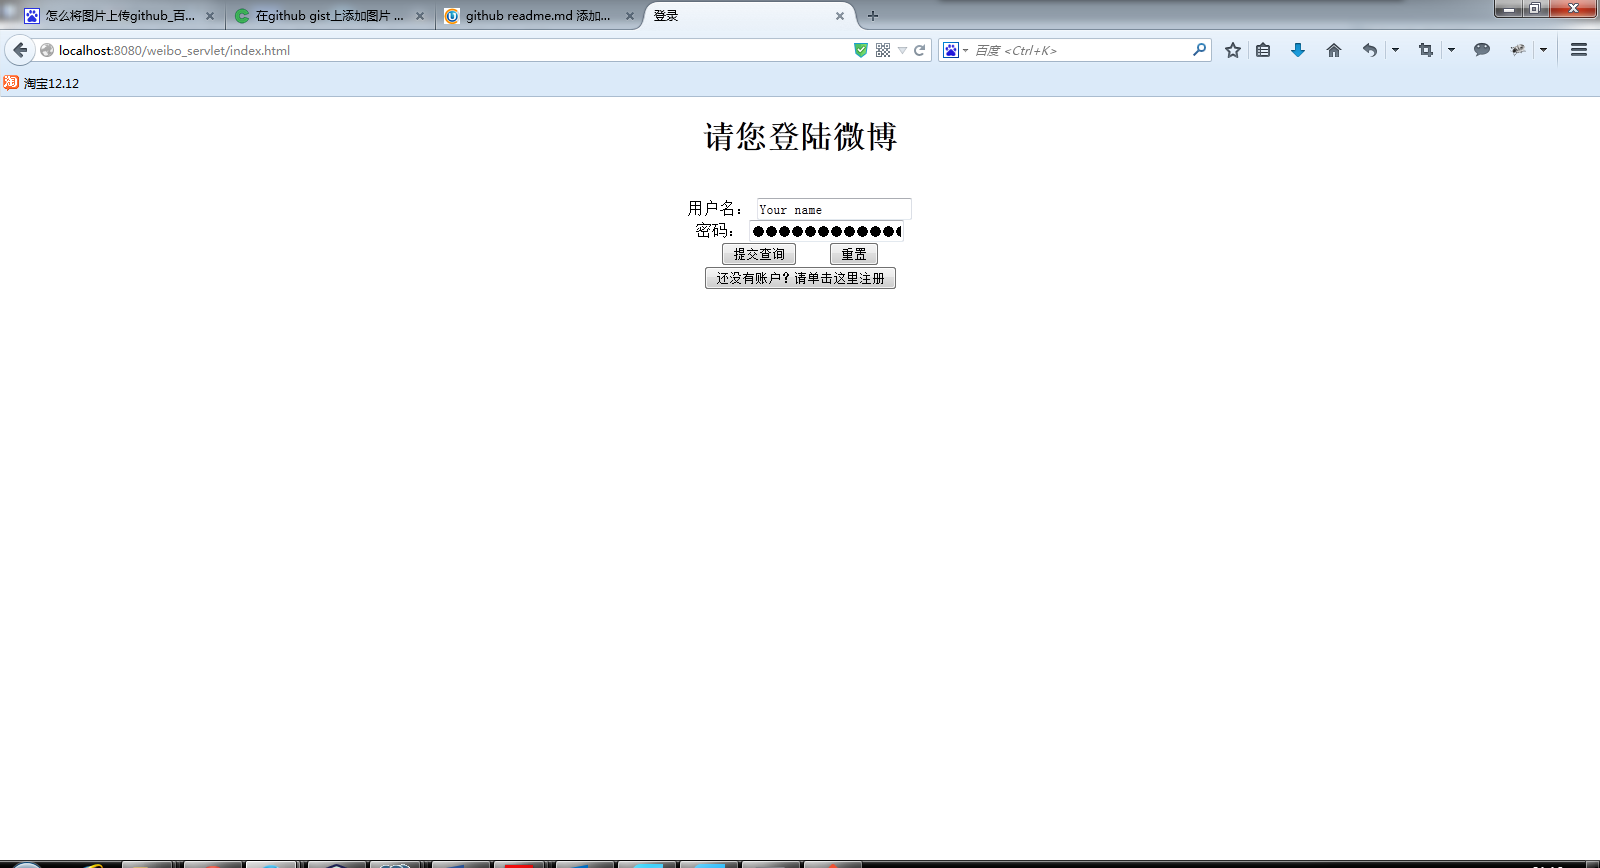 怎么将图片上传github_百...
在github gist上添加图片 ...
github readme.md 添加...
登录
localhost:8080/weibo_servlet/index.html
百度 <Ctrl+K>
淘宝12.12
请您登陆微博
用户名： Your name
密码：
提交查询 重置
还没有账户？请单击这里注册